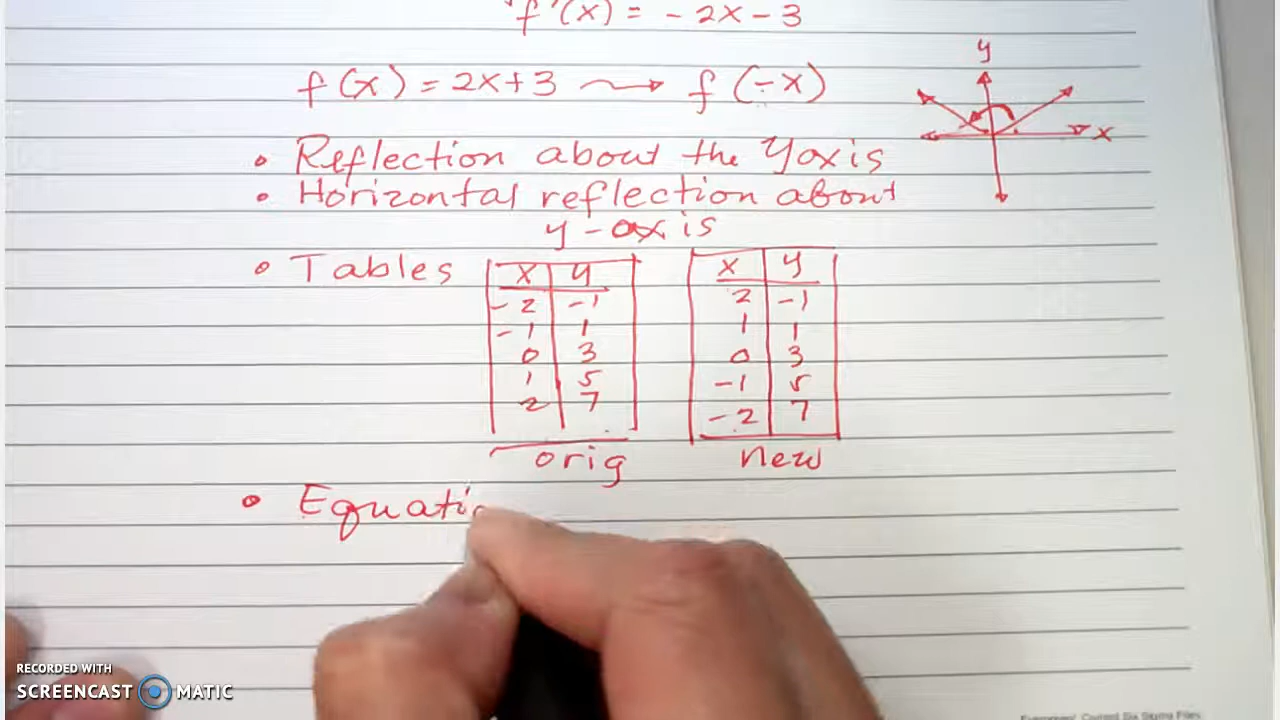 f'(x) = -2x-3
y
f(x) = 2x+3 → f(-x)
x
• Reflection about the Yaxis
• Horizontal reflection about
y-axis
• Tables
x y
-2 -1
-1 1
0 3
1 5
2 7
orig
x y
2 -1
1 1
0 3
-1 5
-2 7
new
• Equati
RECORDED WITH
SCREENCAST MATIC